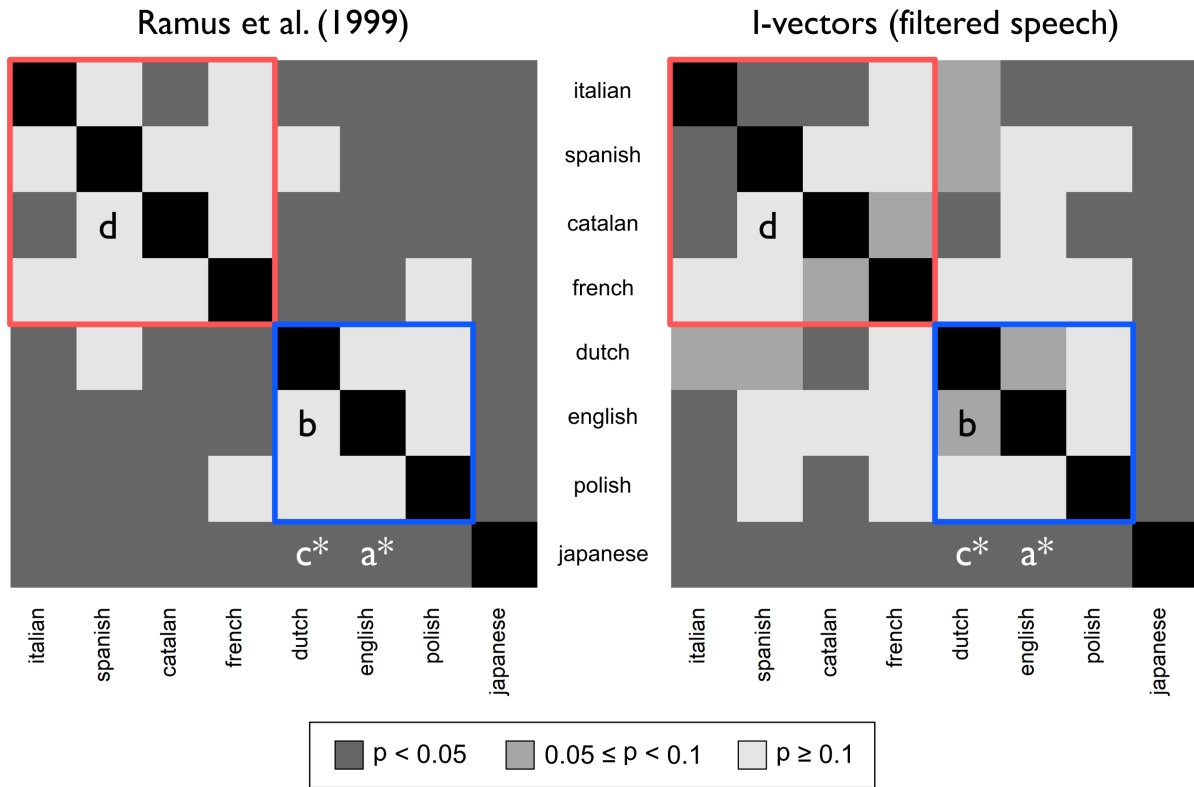 Ramus et al. (1999)
I-vectors (filtered speech)
italian
spanish
catalan
d
d
french
dutch
english
b
b
polish
japanese
c*
a*
c*
a*
italian
spanish
catalan
french
dutch
english
polish
japanese
italian
spanish
catalan
french
dutch
english
polish
japanese
p < 0.05
0.05 ≤ p < 0.1
p ≥ 0.1